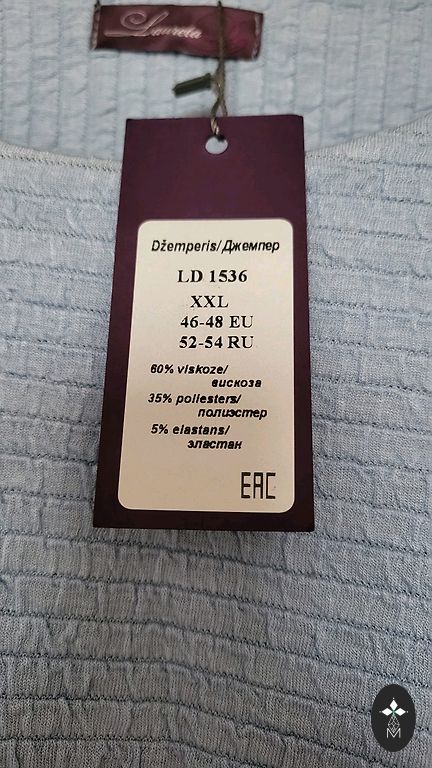 Laureta
Džemperis/Джемпер
LD 1536
XXL
46-48 EU
52-54 RU
60% viskoze/
вискоза
35% poliesters/
полиэстер
5% elastans/
эластан
EAC
M